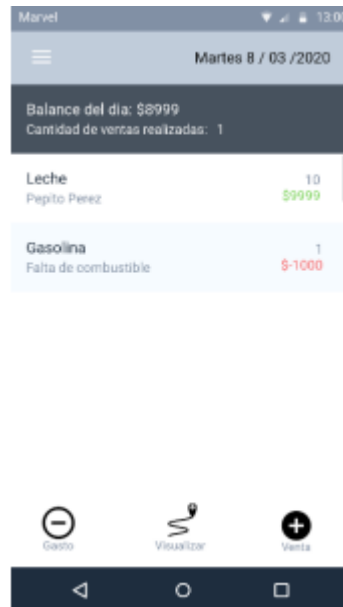 Marvel 13:00
Martes 8 / 03 /2020
Balance del dia: $8999
Cantidad de ventas realizadas: 1
Leche 10
Pepito Perez $9999
Gasolina 1
Falta de combustible $-1000
Gasto Visualizar Venta